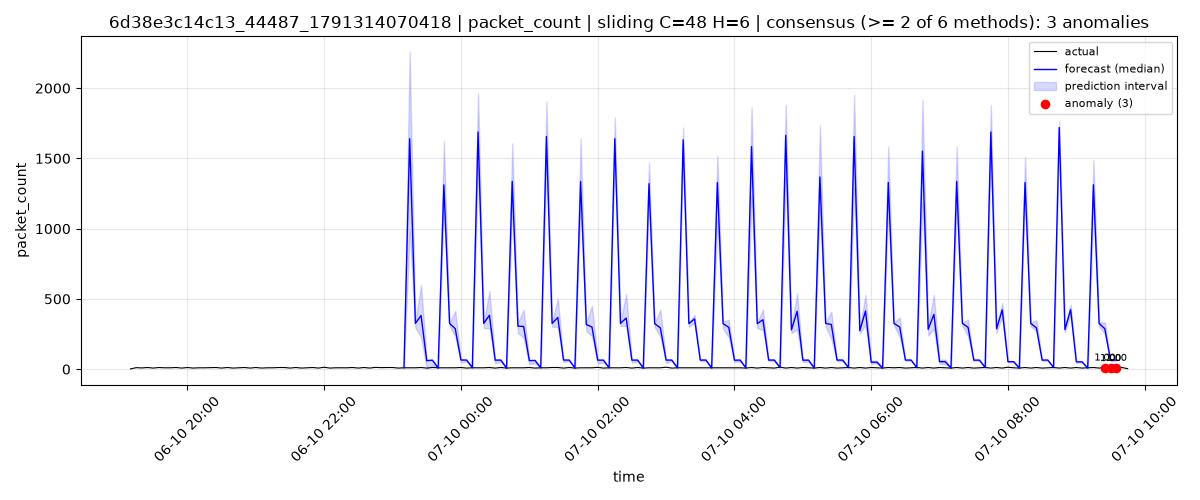 6d38e3c14c13_44487_1791314070418 | packet_count | sliding C=48 H=6 | consensus (>= 2 of 6 methods): 3 anomalies
actual
forecast (median)
prediction interval
anomaly (3)
packet_count
2000
1500
1000
500
0
06-10 20:00
06-10 22:00
07-10 00:00
07-10 02:00
07-10 04:00
07-10 06:00
07-10 08:00
07-10 10:00
time